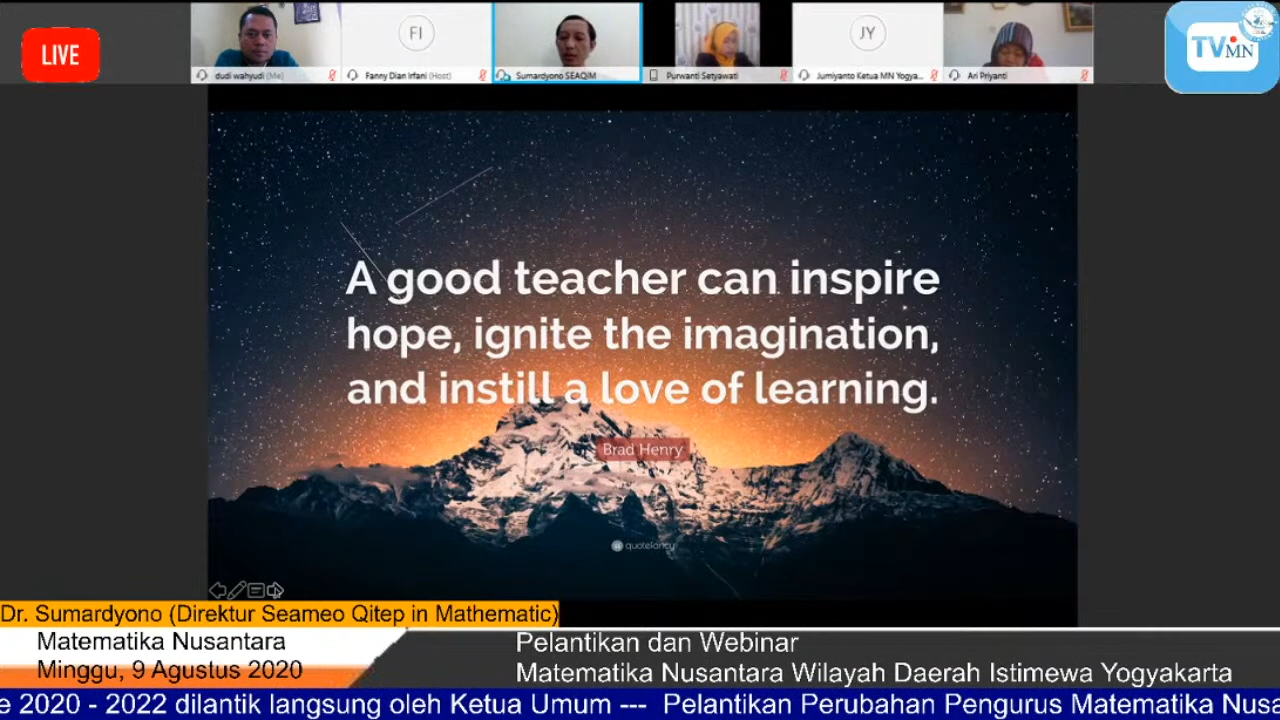 LIVE
FI
JY
TVMN
dudi wahyudi (Me)
Fanny Dian Irfani (Host)
Sumardyono SEAQIM
Purwanti Setyawati
Jumiyanto Ketua MN Yogya...
Ari Priyanti
A good teacher can inspire
hope, ignite the imagination,
and instill a love of learning.
Brad Henry
quotefancy
Dr. Sumardyono (Direktur Seameo Qitep in Mathematic)
Matematika Nusantara
Minggu, 9 Agustus 2020
Pelantikan dan Webinar
Matematika Nusantara Wilayah Daerah Istimewa Yogyakarta
e 2020 - 2022 dilantik langsung oleh Ketua Umum --- Pelantikan Perubahan Pengurus Matematika Nusa